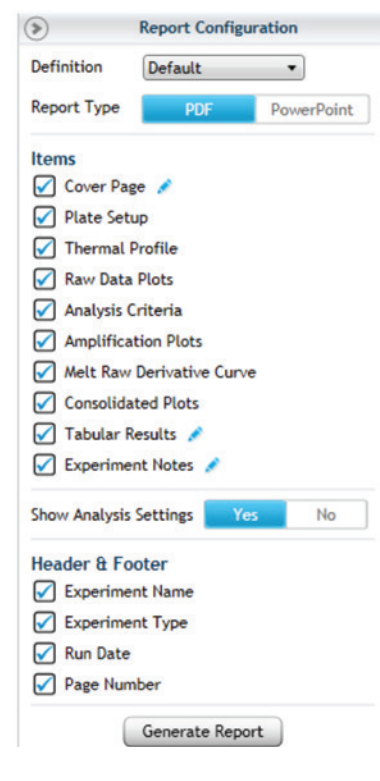 Report Configuration
Definition Default
Report Type PDF PowerPoint
Items
Cover Page
Plate Setup
Thermal Profile
Raw Data Plots
Analysis Criteria
Amplification Plots
Melt Raw Derivative Curve
Consolidated Plots
Tabular Results
Experiment Notes
Show Analysis Settings Yes No
Header & Footer
Experiment Name
Experiment Type
Run Date
Page Number
Generate Report